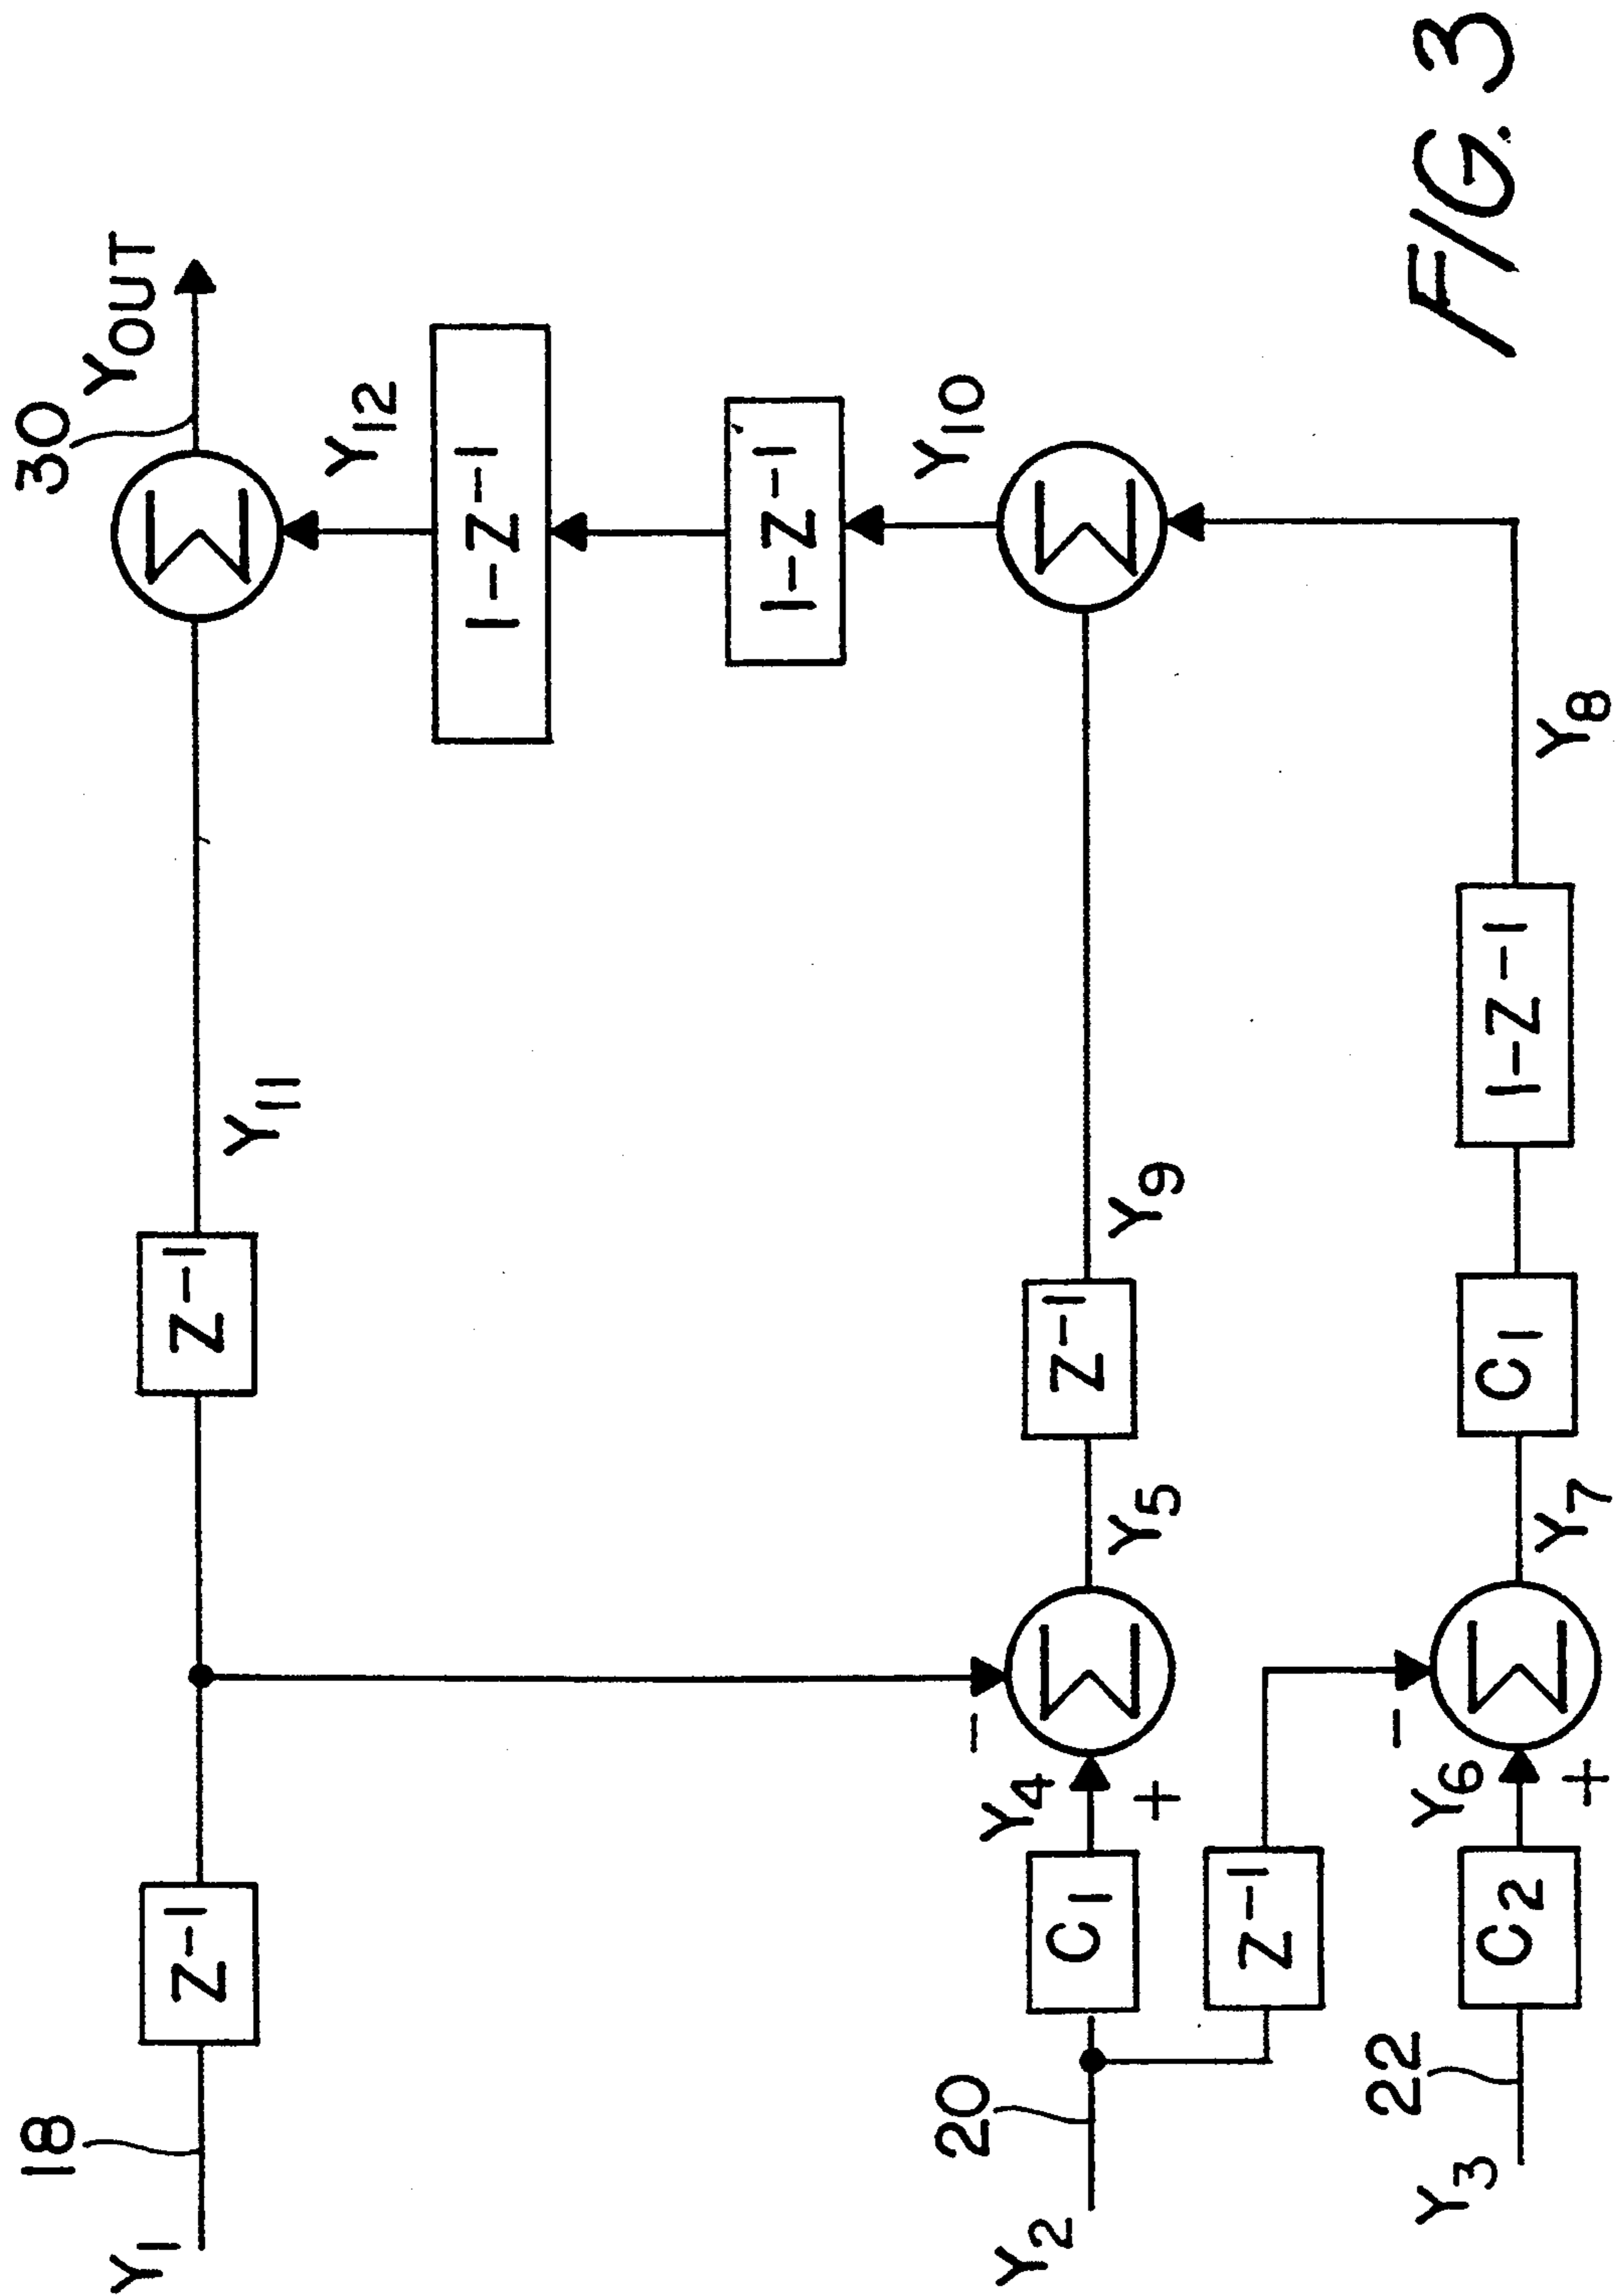 30
Y1
18
Z-1
Z-1
Y11
Σ
YOUT
Y12
1-Z-1
1-Z-1
Y10
Y2
20
C1
Y4
-
+
Σ
Y5
Z-1
Y9
Σ
Z-1
Y3
22
C2
Y6
-
+
Σ
Y7
C1
1-Z-1
Y8
FIG. 3